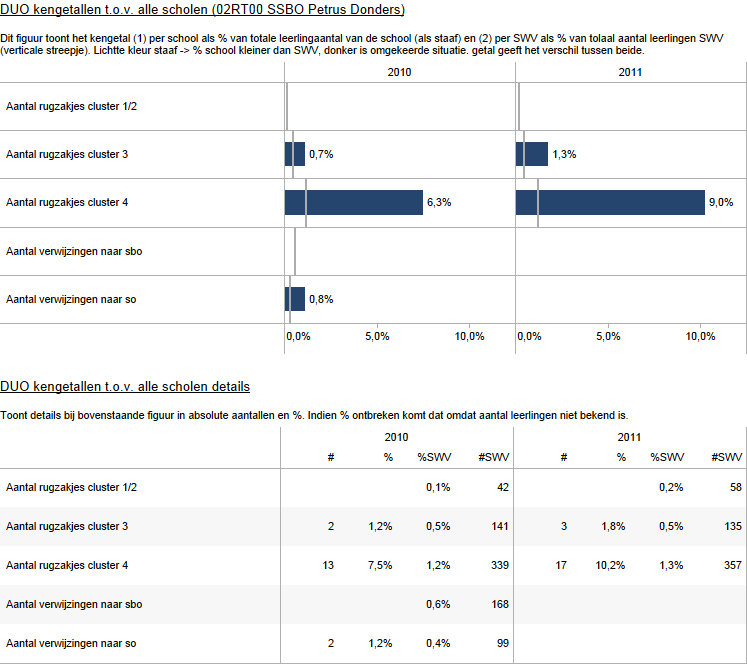 DUO kengetallen t.o.v. alle scholen (02RT00 SSBO Petrus Donders)
Dit figuur toont het kengetal (1) per school als % van totale leerlingaantal van de school (als staaf) en (2) per SWV als % van tolaal aantal leerlingen SWV
(verticale streepje). Lichtte kleur staaf -> % school kleiner dan SWV, donker is omgekeerde situatie. getal geeft het verschil tussen beide.
2010 2011
Aantal rugzakjes cluster 1/2
Aantal rugzakjes cluster 3 0,7% 1,3%
Aantal rugzakjes cluster 4 6,3% 9,0%
Aantal verwijzingen naar sbo
Aantal verwijzingen naar so 0,8%
0,0% 5,0% 10,0% 0,0% 5,0% 10,0%
DUO kengetallen t.o.v. alle scholen details
Toont details bij bovenstaande figuur in absolute aantallen en %. Indien % ontbreken komt dat omdat aantal leerlingen niet bekend is.
2010 2011
# % %SWV #SWV # % %SWV #SWV
Aantal rugzakjes cluster 1/2 0,1% 42 0,2% 58
Aantal rugzakjes cluster 3 2 1,2% 0,5% 141 3 1,8% 0,5% 135
Aantal rugzakjes cluster 4 13 7,5% 1,2% 339 17 10,2% 1,3% 357
Aantal verwijzingen naar sbo 0,6% 168
Aantal verwijzingen naar so 2 1,2% 0,4% 99